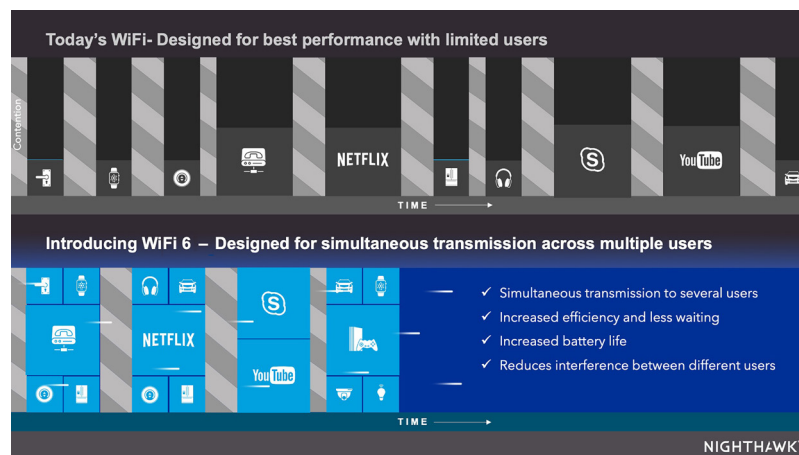 Today's WiFi- Designed for best performance with limited users
Contention
NETFLIX
S
YouTube
TIME
Introducing WiFi 6 – Designed for simultaneous transmission across multiple users
S
NETFLIX
YouTube
✓ Simultaneous transmission to several users
✓ Increased efficiency and less waiting
✓ Increased battery life
✓ Reduces interference between different users
TIME
NIGHTHAWK